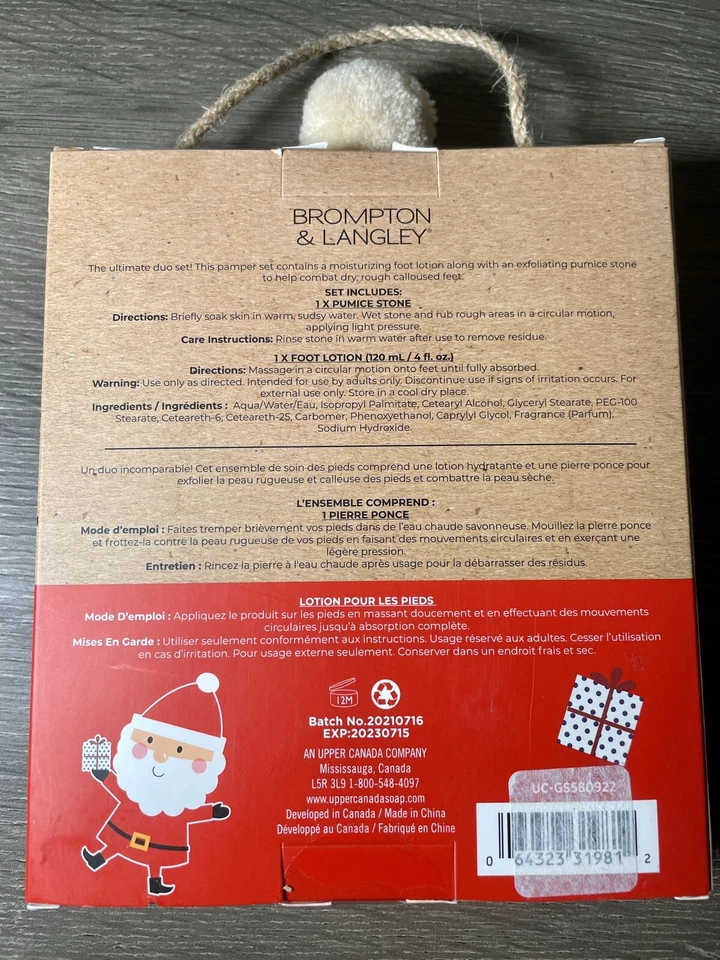 BROMPTON
& LANGLEY®
The ultimate duo set! This pamper set contains a moisturizing foot lotion along with an exfoliating pumice stone
to help combat dry, rough calloused feet.
SET INCLUDES:
1 X PUMICE STONE
Directions: Briefly soak skin in warm, sudsy water. Wet stone and rub rough areas in a circular motion,
applying light pressure.
Care Instructions: Rinse stone in warm water after use to remove residue.
1 X FOOT LOTION (120 mL / 4 fl. oz.)
Directions: Massage in a circular motion onto feet until fully absorbed.
Warning: Use only as directed. Intended for use by adults only. Discontinue use if signs of irritation occurs. For
external use only. Store in a cool dry place.
Ingredients / Ingrédients : Aqua/Water/Eau, Isopropyl Palmitate, Cetearyl Alcohol, Glyceryl Stearate, PEG-100
Stearate, Ceteareth-6, Ceteareth-25, Carbomer, Phenoxyethanol, Caprylyl Glycol, Fragrance (Parfum),
Sodium Hydroxide.
Un duo incomparable! Cet ensemble de soin des pieds comprend une lotion hydratante et une pierre ponce pour
exfolier la peau rugueuse et calleuse des pieds et combattre la peau sèche.
L'ENSEMBLE COMPREND :
1 PIERRE PONCE
Mode d'emploi : Faites tremper brièvement vos pieds dans de l'eau chaude savonneuse. Mouillez la pierre ponce
et frottez-la contre la peau rugueuse de vos pieds en faisant des mouvements circulaires et en exerçant une
légère pression.
Entretien : Rincez la pierre à l'eau chaude après usage pour la débarrasser des résidus.
LOTION POUR LES PIEDS
Mode D'emploi : Appliquez le produit sur les pieds en massant doucement et en effectuant des mouvements
circulaires jusqu'à absorption complète.
Mises En Garde : Utiliser seulement conformément aux instructions. Usage réservé aux adultes. Cesser l'utilisation
en cas d'irritation. Pour usage externe seulement. Conserver dans un endroit frais et sec.
12M
Batch No.20210716
EXP:20230715
AN UPPER CANADA COMPANY
Mississauga, Canada
L5R 3L9 1-800-548-4097
www.uppercanadasoap.com
Developed in Canada / Made in China
Développé au Canada / Fabriqué en Chine
UC-GS580922
0 64323 31981 2